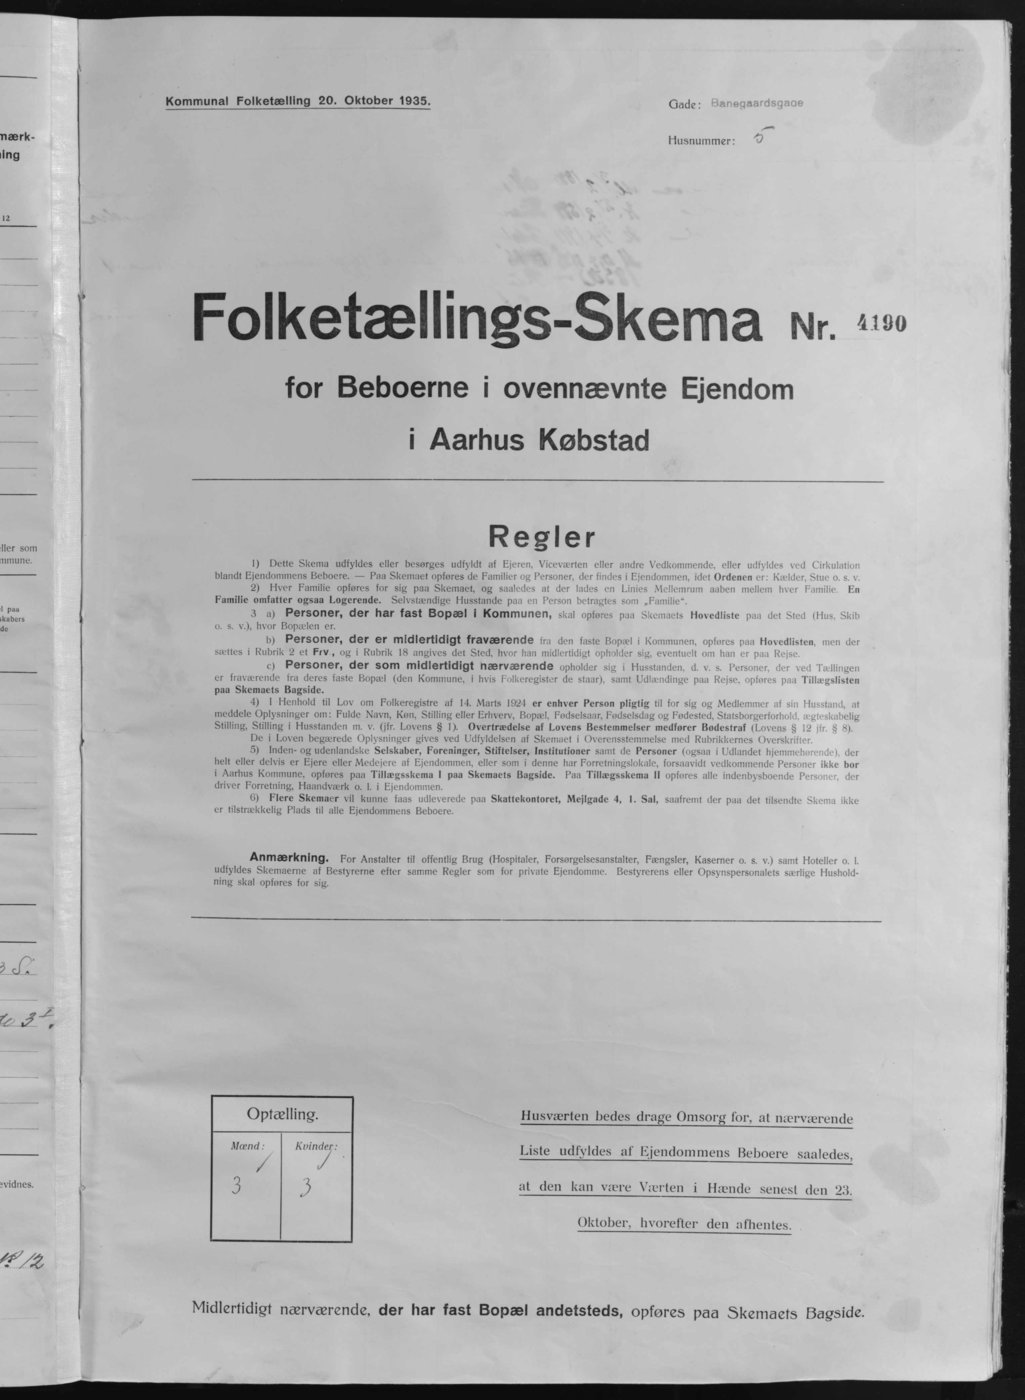 Kommunal Folketælling 20. Oktober 1935.
Gade: Banegaardsgade
Husnummer: 5
Folketællings-Skema Nr. 4190
for Beboerne i ovennævnte Ejendom
i Aarhus Købstad
Regler
1) Dette Skema udfyldes eller besørges udfyldt af Ejeren, Viceværten eller andre Vedkommende, eller udfyldes ved Cirkulation
blandt Ejendommens Beboere. — Paa Skemaet opføres de Familier og Personer, der findes i Ejendommen, idet Ordenen er: Kælder, Stue o. s. v.
2) Hver Familie opføres for sig paa Skemaet, og saaledes at der lades en Linies Mellemrum aaben mellem hver Familie. En
Familie omfatter ogsaa Logerende. Selvstændige Husstande paa en Person betragtes som „Familie“.
3 a) Personer, der har fast Bopæl i Kommunen, skal opføres paa Skemaets Hovedliste paa det Sted (Hus, Skib
o. s. v.), hvor Bopælen er.
b) Personer, der er midlertidigt fraværende fra den faste Bopæl i Kommunen, opføres paa Hovedlisten, men der
sættes i Rubrik 2 et Frv., og i Rubrik 18 angives det Sted, hvor han midlertidigt opholder sig, eventuelt om han er paa Rejse.
c) Personer, der som midlertidigt nærværende opholder sig i Husstanden, d. v. s. Personer, der ved Tællingen
er fraværende fra deres faste Bopæl (den Kommune, i hvis Folkeregister de staar), samt Udlændinge paa Rejse, opføres paa Tillægslisten
paa Skemaets Bagside.
4) I Henhold til Lov om Folkeregistre af 14. Marts 1924 er enhver Person pligtig til for sig og Medlemmer af sin Husstand, at
meddele Oplysninger om: Fulde Navn, Køn, Stilling eller Erhverv, Bopæl, Fødselsaar, Fødselsdag og Fødested, Statsborgerforhold, ægteskabelig
Stilling, Stilling i Husstanden m. v. (jfr. Lovens § 1). Overtrædelse af Lovens Bestemmelser medfører Bødestraf (Lovens § 12 jfr. § 8).
De i Loven begærede Oplysninger gives ved Udfyldelsen af Skemaet i Overensstemmelse med Rubrikkernes Overskrifter.
5) Inden- og udenlandske Selskaber, Foreninger, Stiftelser, Institutioner samt de Personer (ogsaa i Udlandet hjemmehørende), der
helt eller delvis er Ejere eller Medejere af Ejendommen, eller som i denne har Forretningslokale, forsaavidt vedkommende Personer ikke bor
i Aarhus Kommune, opføres paa Tillægsskema I paa Skemaets Bagside. Paa Tillægsskema II opføres alle indenbysboende Personer, der
driver Forretning, Haandværk o. l. i Ejendommen.
6) Flere Skemaer vil kunne faas udleverede paa Skattekontoret, Mejlgade 4, 1. Sal, saafremt der paa det tilsendte Skema ikke
er tilstrækkelig Plads til alle Ejendommens Beboere.
Anmærkning. For Anstalter til offentlig Brug (Hospitaler, Forsørgelsesanstalter, Fængsler, Kaserner o. s. v.) samt Hoteller o. l.
udfyldes Skemaerne af Bestyrerne efter samme Regler som for private Ejendomme. Bestyrerens eller Opsynspersonalets særlige Hushold-
ning skal opføres for sig.
Optælling.
Mænd: Kvinder:
3 3
Husværten bedes drage Omsorg for, at nærværende
Liste udfyldes af Ejendommens Beboere saaledes,
at den kan være Værten i Hænde senest den 23.
Oktober, hvorefter den afhentes.
Midlertidigt nærværende, der har fast Bopæl andetsteds, opføres paa Skemaets Bagside.
mærk-
ing
12
eller som
mmune.
l paa
skabers
de
evidnes.